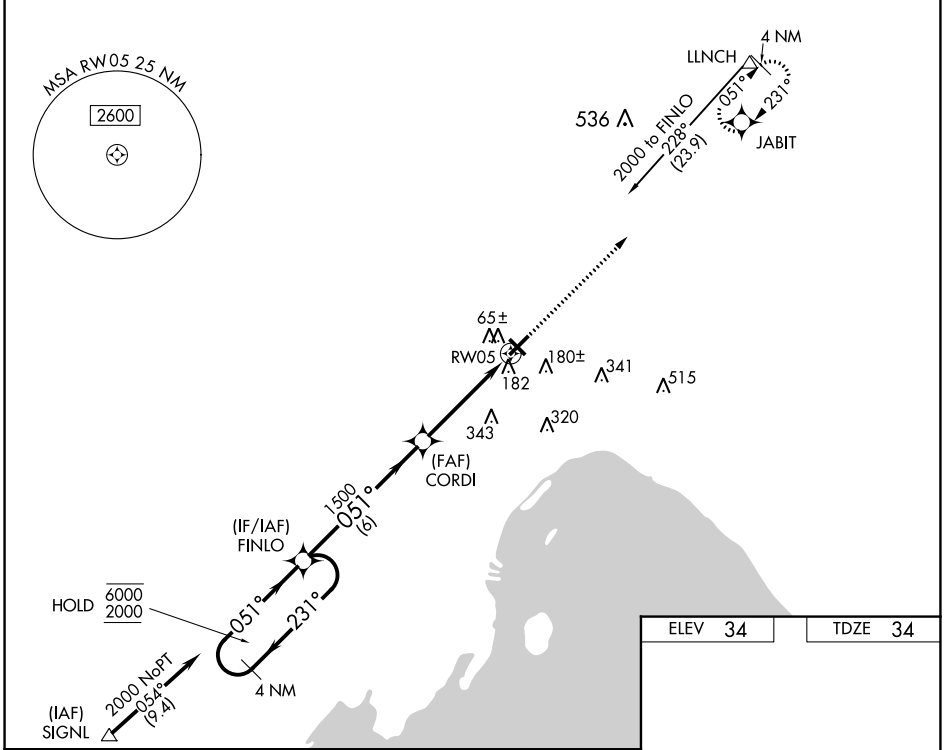 MSA RW05 25 NM
2600
LLNCH
4 NM
536
2000 to FINLO
228°
(23.9)
051°
231°
JABIT
65±
RW05
182
180±
341
515
343
320
(FAF)
CORDI
1500
051°
(6)
(IF/IAF)
FINLO
HOLD
6000
2000
051°
231°
4 NM
2000 NoPT
054°
(9.4)
(IAF)
SIGNL
ELEV 34
TDZE 34